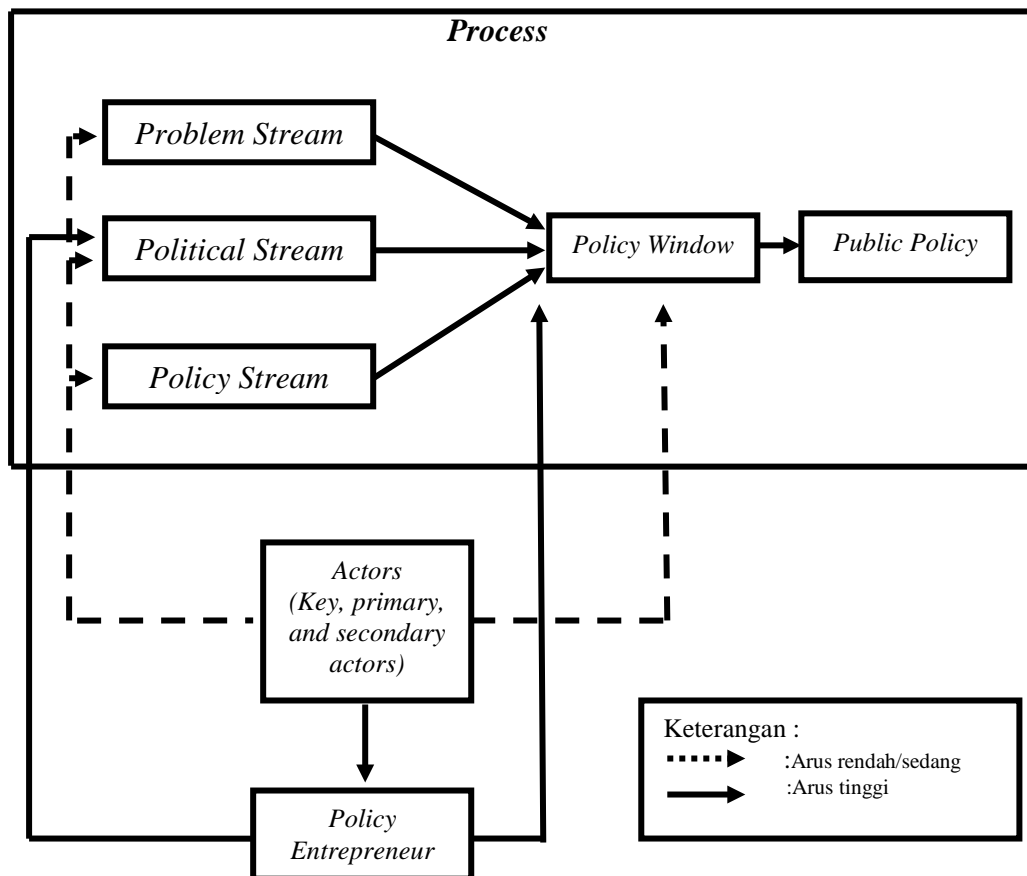 Process
Problem Stream
Political Stream
Policy Window
Public Policy
Policy Stream
Actors
(Key, primary,
and secondary
actors)
Keterangan :
:Arus rendah/sedang
:Arus tinggi
Policy
Entrepreneur